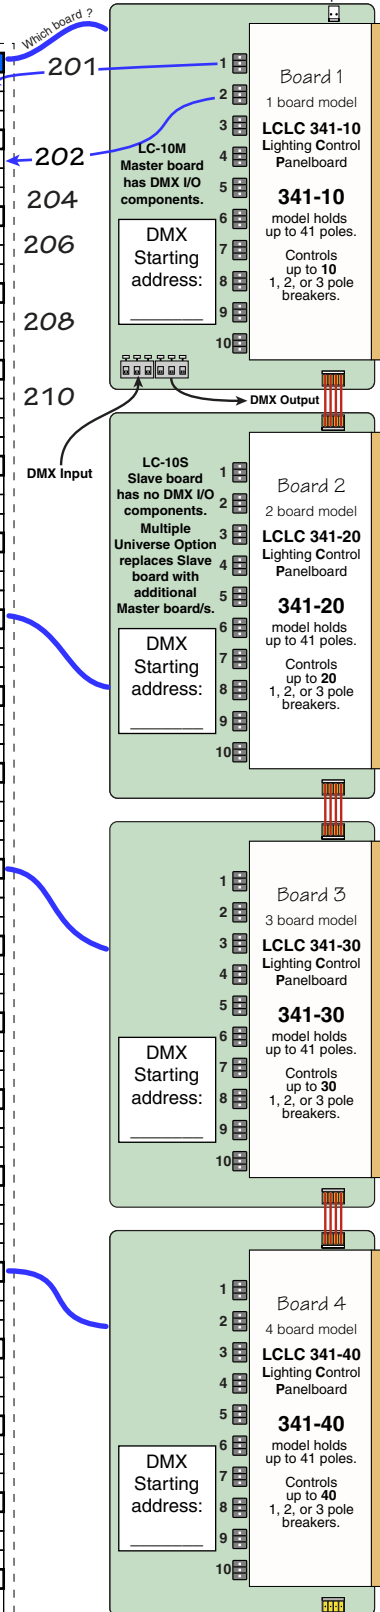 Which board ?
201
202
204
206
208
210
1
2
3
4
5
6
7
8
9
10
LC-10M
Master board
has DMX I/O
components.
DMX
Starting
address:
Board 1
1 board model
LCLC 341-10
Lighting Control
Panelboard
341-10
model holds
up to 41 poles.
Controls
up to 10
1, 2, or 3 pole
breakers.
DMX Output
DMX Input
LC-10S
Slave board
has no DMX I/O
components.
Multiple
Universe Option
replaces Slave
board with
additional
Master board/s.
DMX
Starting
address:
1
2
3
4
5
6
7
8
9
10
Board 2
2 board model
LCLC 341-20
Lighting Control
Panelboard
341-20
model holds
up to 41 poles.
Controls
up to 20
1, 2, or 3 pole
breakers.
1
2
3
4
5
6
7
8
9
10
DMX
Starting
address:
Board 3
3 board model
LCLC 341-30
Lighting Control
Panelboard
341-30
model holds
up to 41 poles.
Controls
up to 30
1, 2, or 3 pole
breakers.
1
2
3
4
5
6
7
8
9
10
DMX
Starting
address:
Board 4
4 board model
LCLC 341-40
Lighting Control
Panelboard
341-40
model holds
up to 41 poles.
Controls
up to 40
1, 2, or 3 pole
breakers.